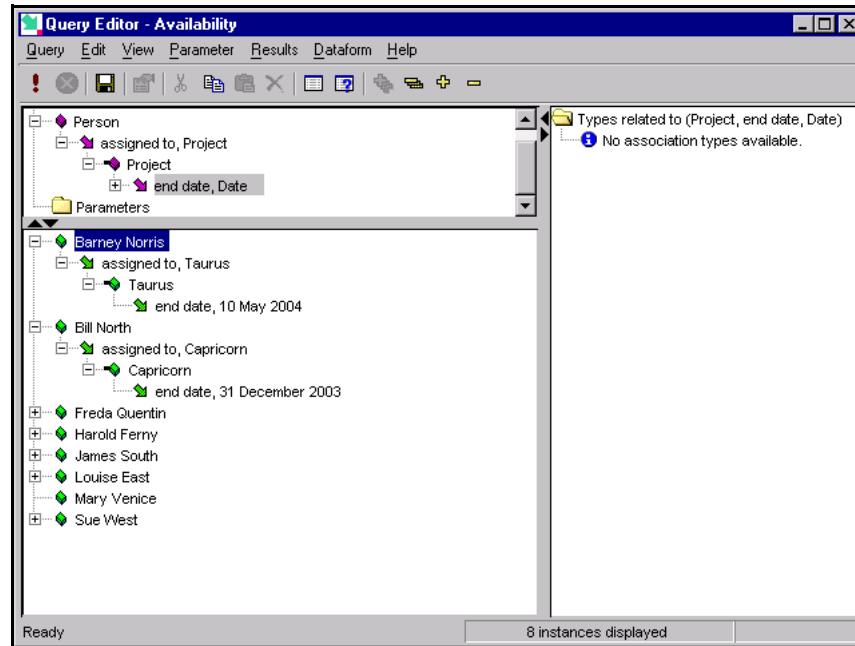 Query Editor - Availability
Query Edit View Parameter Results Dataform Help
Person
assigned to, Project
Project
end date, Date
Parameters
Types related to (Project, end date, Date)
No association types available.
Barney Norris
assigned to, Taurus
Taurus
end date, 10 May 2004
Bill North
assigned to, Capricorn
Capricorn
end date, 31 December 2003
Freda Quentin
Harold Ferny
James South
Louise East
Mary Venice
Sue West
Ready
8 instances displayed